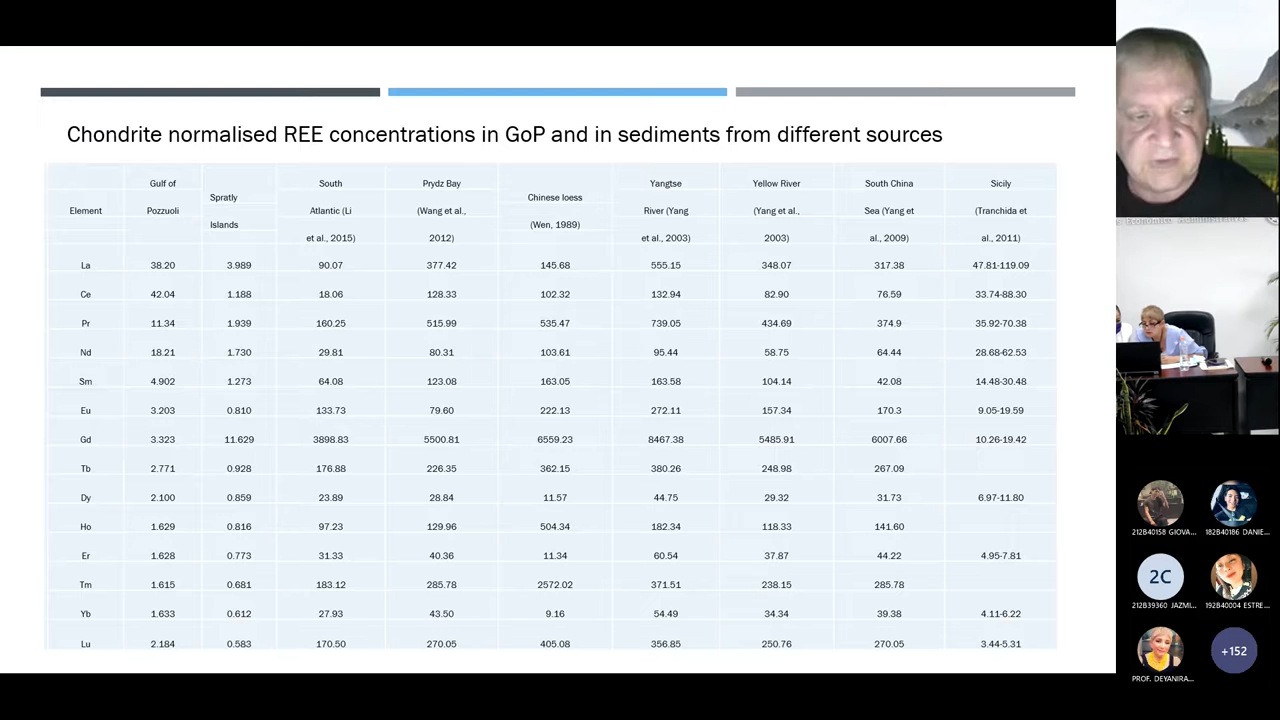 Chondrite normalised REE concentrations in GoP and in sediments from different sources
Element Gulf of Pozzuoli Spratly Islands South Atlantic (Li et al., 2015) Prydz Bay (Wang et al., 2012) Chinese loess (Wen, 1989) Yangtse River (Yang et al., 2003) Yellow River (Yang et al., 2003) South China Sea (Yang et al., 2009) Sicily (Tranchida et al., 2011)
La 38.20 3.989 90.07 377.42 145.68 555.15 348.07 317.38 47.81-119.09
Ce 42.04 1.188 18.06 128.33 102.32 132.94 82.90 76.59 33.74-88.30
Pr 11.34 1.939 160.25 515.99 535.47 739.05 434.69 374.9 35.92-70.38
Nd 18.21 1.730 29.81 80.31 103.61 95.44 58.75 64.44 28.68-62.53
Sm 4.902 1.273 64.08 123.08 163.05 163.58 104.14 42.08 14.48-30.48
Eu 3.203 0.810 133.73 79.60 222.13 272.11 157.34 170.3 9.05-19.59
Gd 3.323 11.629 3898.83 5500.81 6559.23 8467.38 5485.91 6007.66 10.26-19.42
Tb 2.771 0.928 176.88 226.35 362.15 380.26 248.98 267.09
Dy 2.100 0.859 23.89 28.84 11.57 44.75 29.32 31.73 6.97-11.80
Ho 1.629 0.816 97.23 129.96 504.34 182.34 118.33 141.60
Er 1.628 0.773 31.33 40.36 11.34 60.54 37.87 44.22 4.95-7.81
Tm 1.615 0.681 183.12 285.78 2572.02 371.51 238.15 285.78
Yb 1.633 0.612 27.93 43.50 9.16 54.49 34.34 39.38 4.11-6.22
Lu 2.184 0.583 170.50 270.05 405.08 356.85 250.76 270.05 3.44-5.31
212B40158 GIOVA...
182B40186 DANIE...
2C
212B39360 JAZMI...
192B40004 ESTRE...
PROF. DEYANIRA...
+152